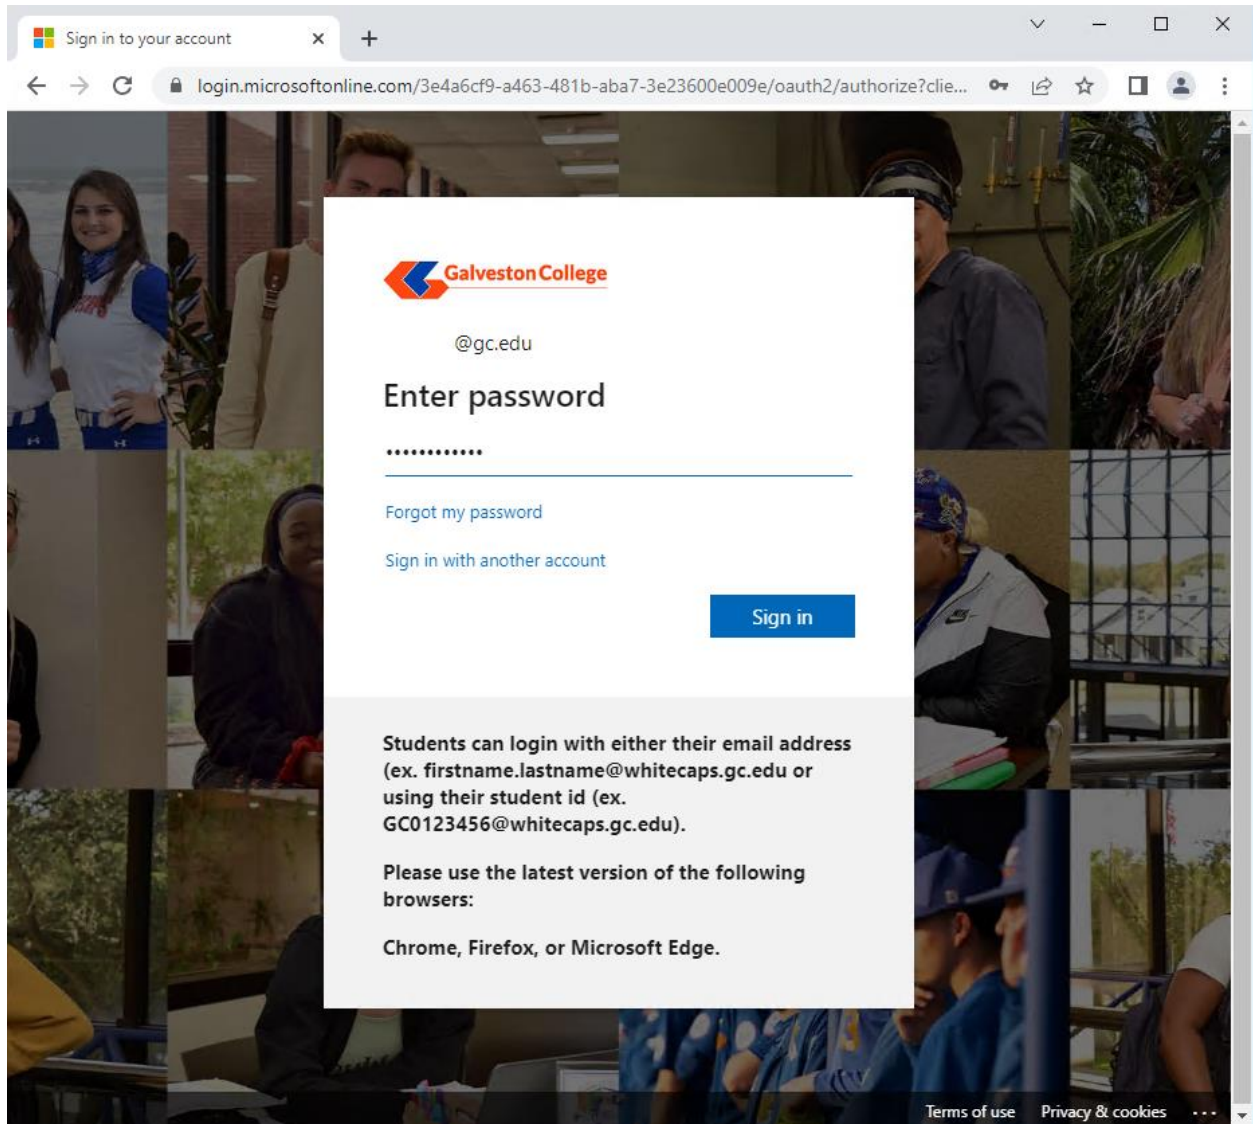 Sign in to your account
login.microsoftonline.com/3e4a6cf9-a463-481b-aba7-3e23600e009e/oauth2/authorize?clie...
Galveston College
@gc.edu
Enter password
••••••••••••
Forgot my password
Sign in with another account
Sign in
Students can login with either their email address
(ex. firstname.lastname@whitecaps.gc.edu or
using their student id (ex.
GC0123456@whitecaps.gc.edu).
Please use the latest version of the following
browsers:
Chrome, Firefox, or Microsoft Edge.
Terms of use Privacy & cookies ...